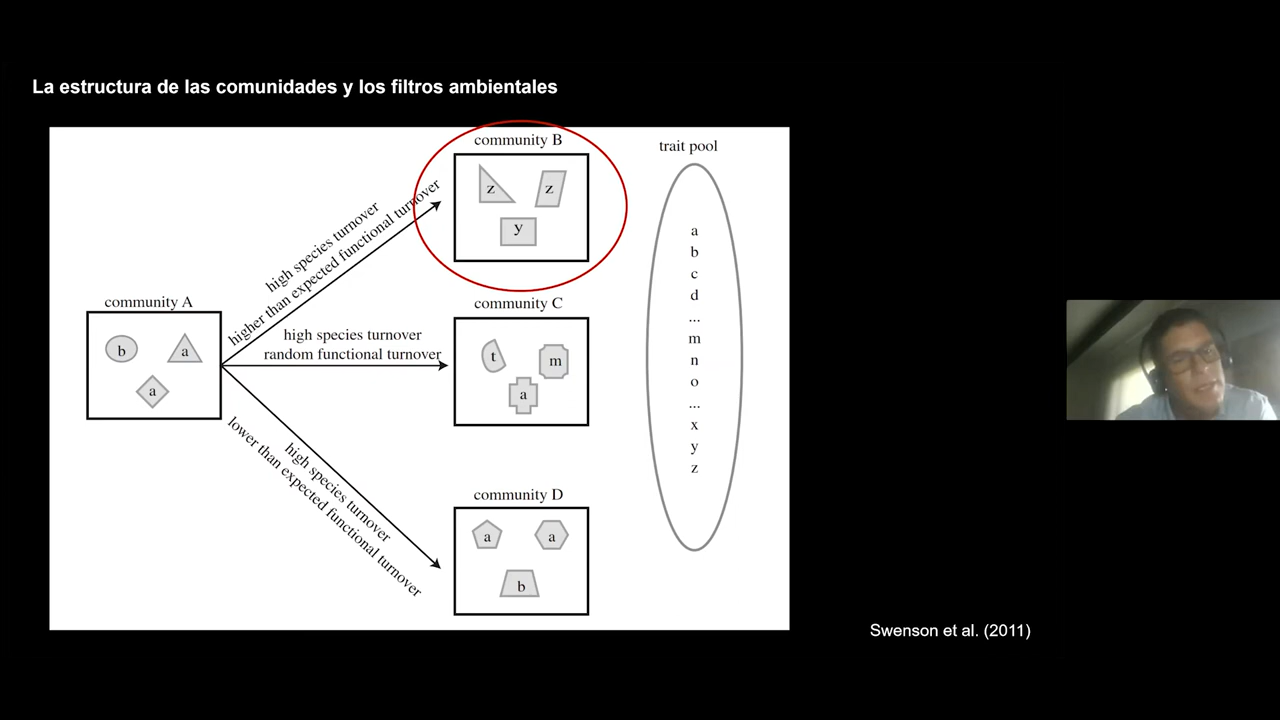 La estructura de las comunidades y los filtros ambientales
community B
z
z
y
trait pool
a
b
c
d
...
m
n
o
...
x
y
z
high species turnover
higher than expected functional turnover
community A
b
a
a
high species turnover
random functional turnover
community C
t
m
a
high species turnover
lower than expected functional turnover
community D
a
a
b
Swenson et al. (2011)